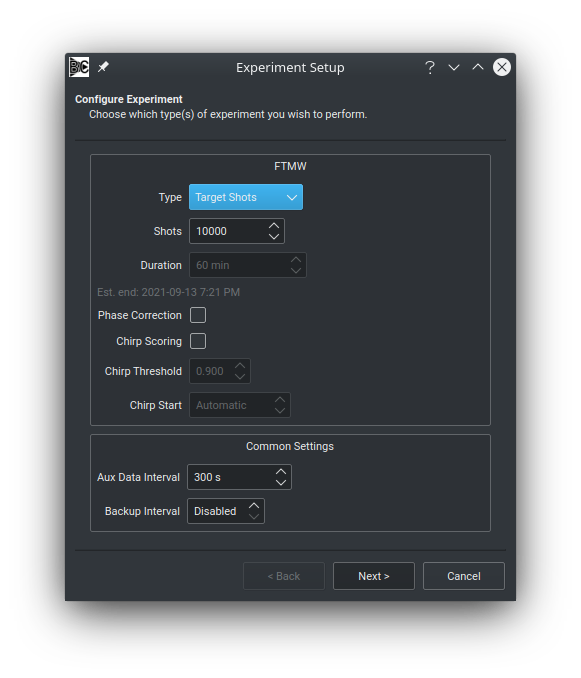 BC
Experiment Setup
Configure Experiment
Choose which type(s) of experiment you wish to perform.
FTMW
Type Target Shots
Shots 10000
Duration 60 min
Est. end: 2021-09-13 7:21 PM
Phase Correction
Chirp Scoring
Chirp Threshold 0.900
Chirp Start Automatic
Common Settings
Aux Data Interval 300 s
Backup Interval Disabled
< Back Next > Cancel